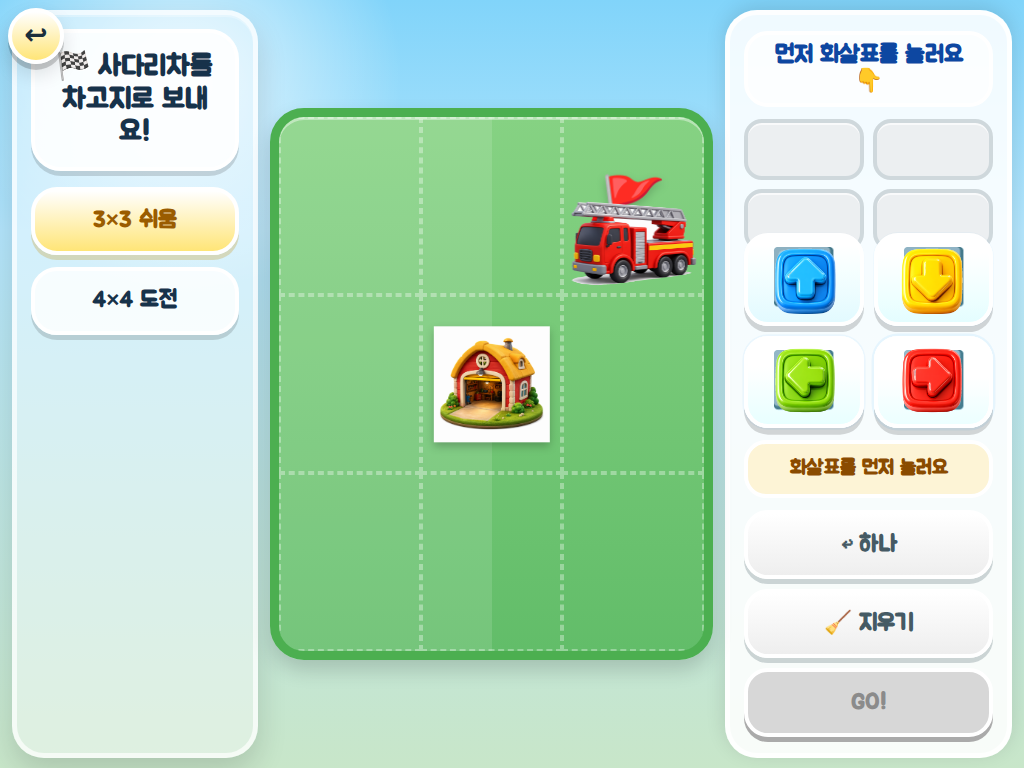 사다리차를
차고지로 보내
요!
3×3 쉬움
4×4 도전
먼저 화살표를 눌러요
화살표를 먼저 눌러요
하나
지우기
GO!